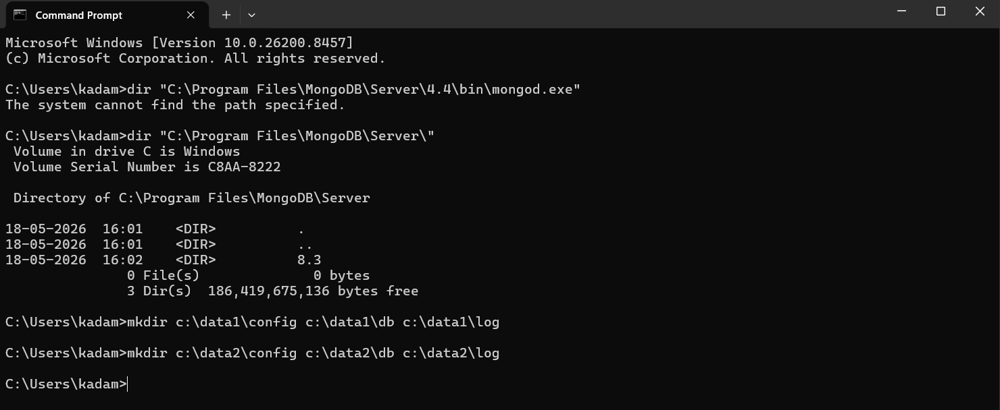 Command Prompt
Microsoft Windows [Version 10.0.26200.8457]
(c) Microsoft Corporation. All rights reserved.
C:\Users\kadam>dir "C:\Program Files\MongoDB\Server\4.4\bin\mongod.exe"
The system cannot find the path specified.
C:\Users\kadam>dir "C:\Program Files\MongoDB\Server\"
 Volume in drive C is Windows
 Volume Serial Number is C8AA-8222
 Directory of C:\Program Files\MongoDB\Server
18-05-2026  16:01    <DIR>          .
18-05-2026  16:01    <DIR>          ..
18-05-2026  16:02    <DIR>          8.3
               0 File(s)              0 bytes
               3 Dir(s)  186,419,675,136 bytes free
C:\Users\kadam>mkdir c:\data1\config c:\data1\db c:\data1\log
C:\Users\kadam>mkdir c:\data2\config c:\data2\db c:\data2\log
C:\Users\kadam>